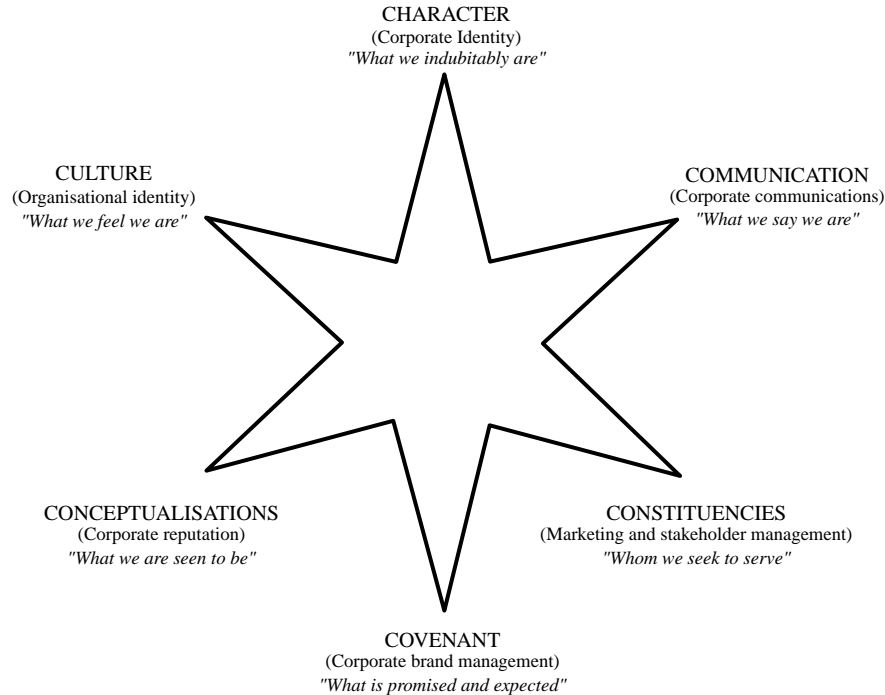 CHARACTER
(Corporate Identity)
"What we indubitably are"
CULTURE
(Organisational identity)
"What we feel we are"
COMMUNICATION
(Corporate communications)
"What we say we are"
CONCEPTUALISATIONS
(Corporate reputation)
"What we are seen to be"
CONSTITUENCIES
(Marketing and stakeholder management)
"Whom we seek to serve"
COVENANT
(Corporate brand management)
"What is promised and expected"